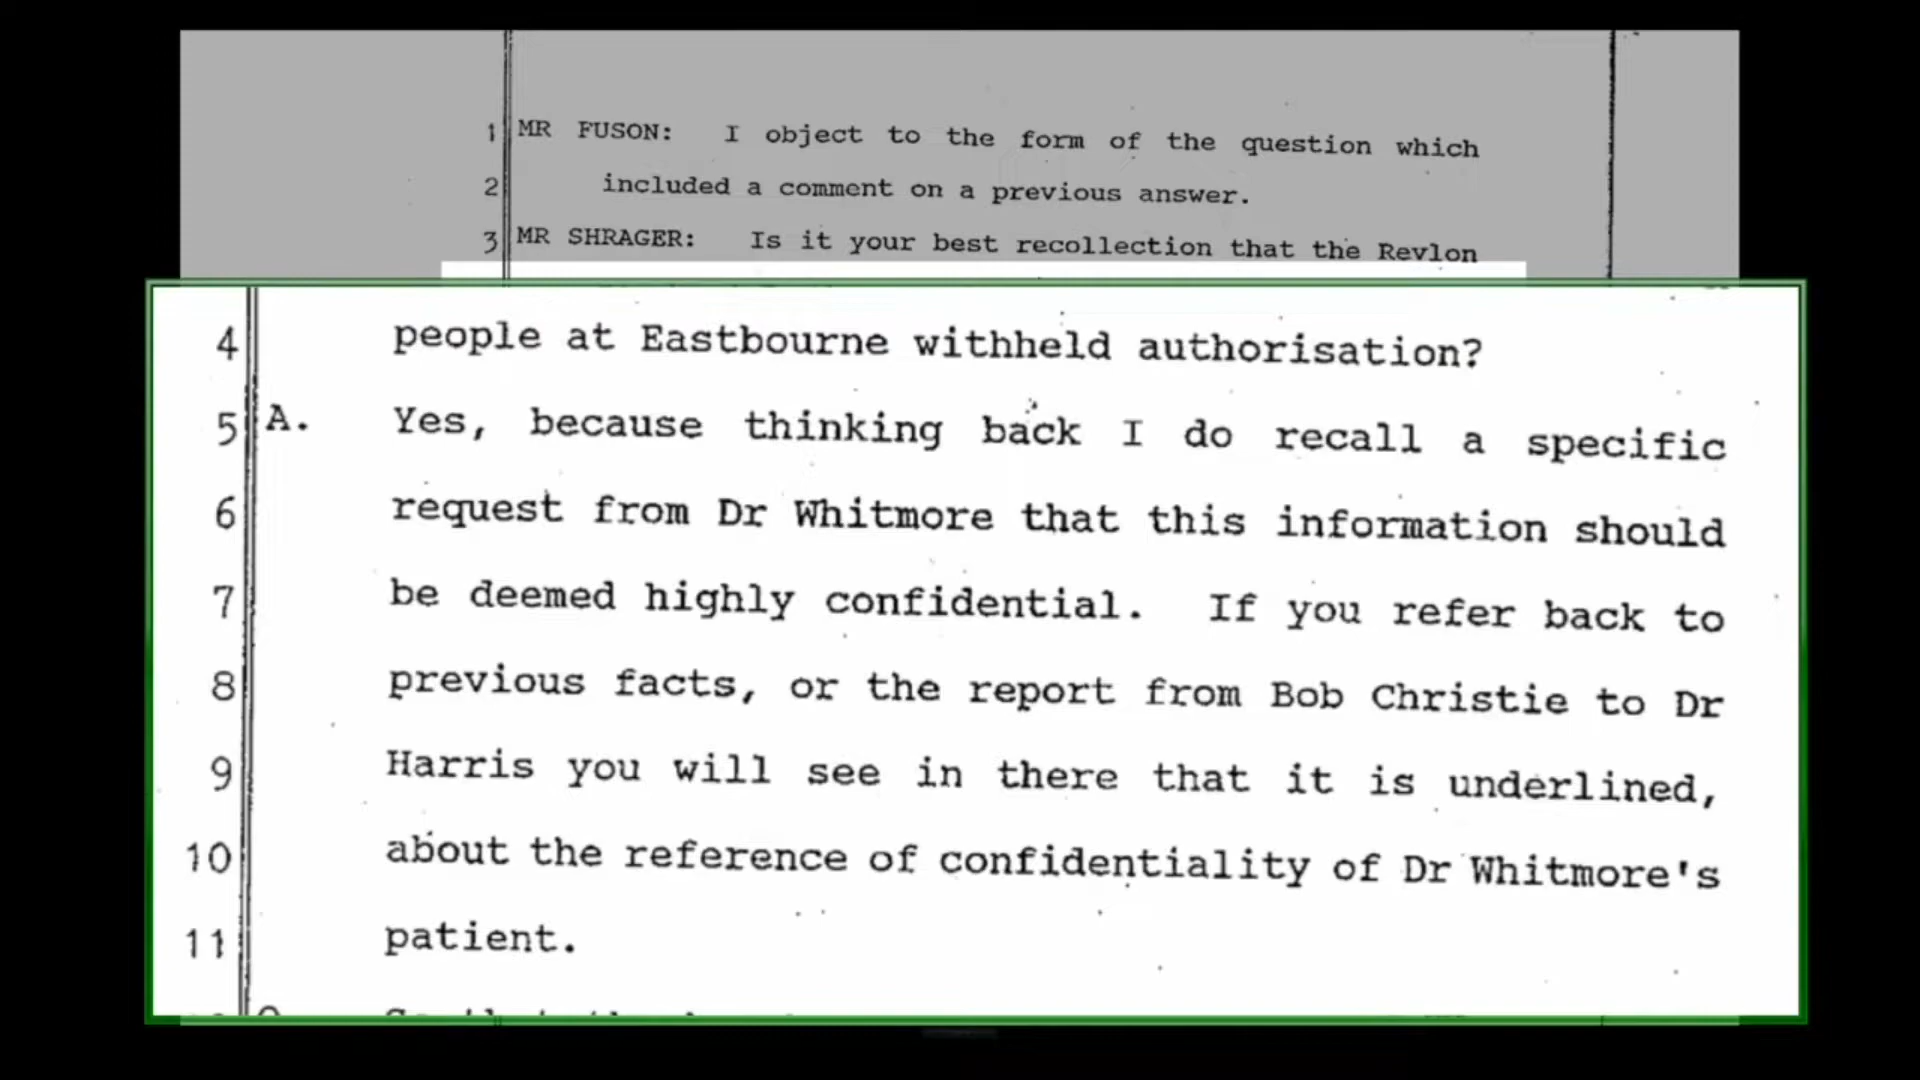 1 MR FUSON: I object to the form of the question which
2 included a comment on a previous answer.
3 MR SHRAGER: Is it your best recollection that the Revlon
4 people at Eastbourne withheld authorisation?
5 A. Yes, because thinking back I do recall a specific
6 request from Dr Whitmore that this information should
7 be deemed highly confidential. If you refer back to
8 previous facts, or the report from Bob Christie to Dr
9 Harris you will see in there that it is underlined,
10 about the reference of confidentiality of Dr Whitmore's
11 patient.